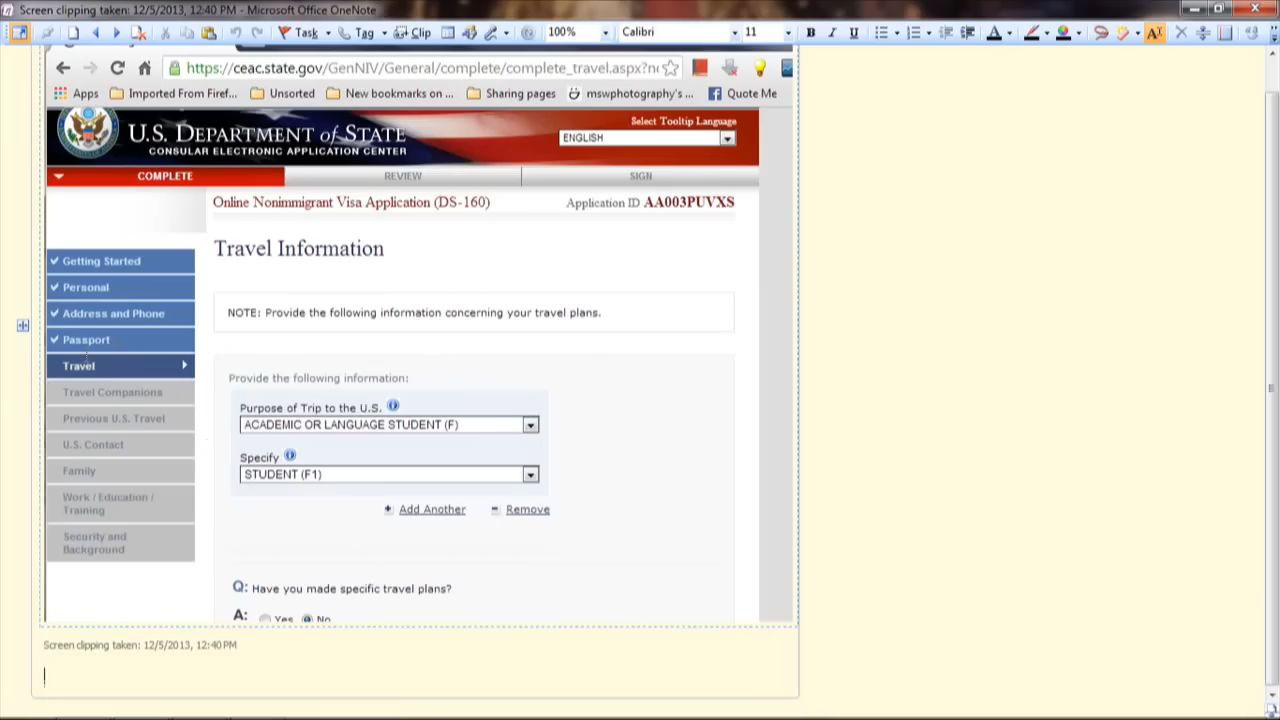 Screen clipping taken: 12/5/2013, 12:40 PM - Microsoft Office OneNote
Task Tag Clip 100% Calibri 11 B I U
https://ceac.state.gov/GenNIV/General/complete/complete_travel.aspx?n
Apps Imported From Firef... Unsorted New bookmarks on ... Sharing pages mswphotography's ... Quote Me
Select Tooltip Language
U.S. DEPARTMENT of STATE
ENGLISH
CONSULAR ELECTRONIC APPLICATION CENTER
COMPLETE REVIEW SIGN
Online Nonimmigrant Visa Application (DS-160) Application ID AA003PUVXS
Travel Information
Getting Started
Personal
Address and Phone
Passport
Travel
Travel Companions
Previous U.S. Travel
U.S. Contact
Family
Work / Education /
Training
Security and
Background
NOTE: Provide the following information concerning your travel plans.
Provide the following information:
Purpose of Trip to the U.S.
ACADEMIC OR LANGUAGE STUDENT (F)
Specify
STUDENT (F1)
Add Another Remove
Q: Have you made specific travel plans?
A: Yes No
Screen clipping taken: 12/5/2013, 12:40 PM